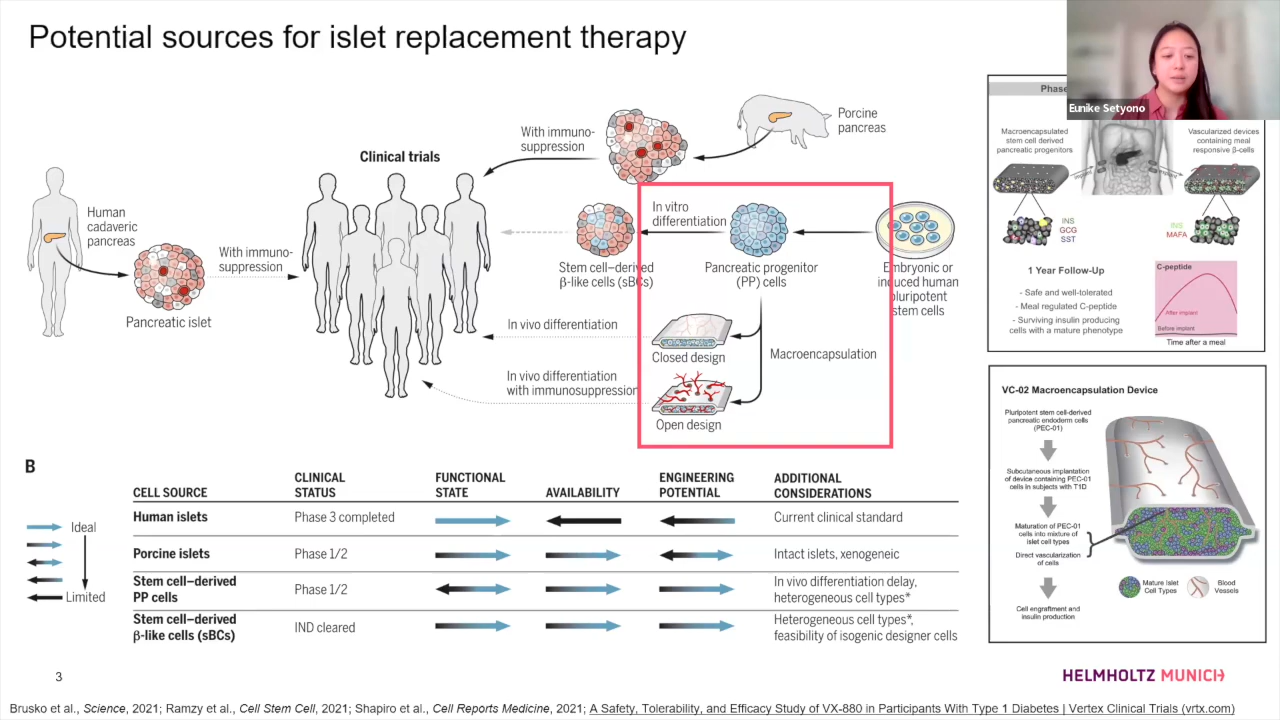 Potential sources for islet replacement therapy
Eunike Setyono
Clinical trials
With immuno-
suppression
Porcine
pancreas
Human
cadaveric
pancreas
Pancreatic islet
With immuno-
suppression
In vitro
differentiation
Stem cell–derived
β-like cells (sBCs)
Pancreatic progenitor
(PP) cells
Embryonic or
induced human
pluripotent
stem cells
In vivo differentiation
Closed design
Macroencapsulation
In vivo differentiation
with immunosuppression
Open design
Phase
Macroencapsulated
stem cell derived
pancreatic progenitors
Vascularized devices
containing meal
responsive β-cells
Implant
INS
GCG
SST
INS
MAFA
1 Year Follow-Up
- Safe and well-tolerated
- Meal regulated C-peptide
- Surviving insulin producing
cells with a mature phenotype
C-peptide
After implant
Before implant
Time after a meal
VC-02 Macroencapsulation Device
Pluripotent stem cell-derived
pancreatic endoderm cells
(PEC-01)
Subcutaneous implantation
of device containing PEC-01
cells in subjects with T1D
Maturation of PEC-01
cells into mixture of
islet cell types
Direct vascularization
of cells
Cell engraftment and
insulin production
Mature Islet
Cell Types
Blood
Vessels
B
Ideal
Limited
CELL SOURCE CLINICAL STATUS FUNCTIONAL STATE AVAILABILITY ENGINEERING POTENTIAL ADDITIONAL CONSIDERATIONS
Human islets Phase 3 completed Current clinical standard
Porcine islets Phase 1/2 Intact islets, xenogeneic
Stem cell–derived PP cells Phase 1/2 In vivo differentiation delay, heterogeneous cell types*
Stem cell–derived β-like cells (sBCs) IND cleared Heterogeneous cell types*, feasibility of isogenic designer cells
3
HELMHOLTZ MUNICH
Brusko et al., Science, 2021; Ramzy et al., Cell Stem Cell, 2021; Shapiro et al., Cell Reports Medicine, 2021; A Safety, Tolerability, and Efficacy Study of VX-880 in Participants With Type 1 Diabetes | Vertex Clinical Trials (vrtx.com)